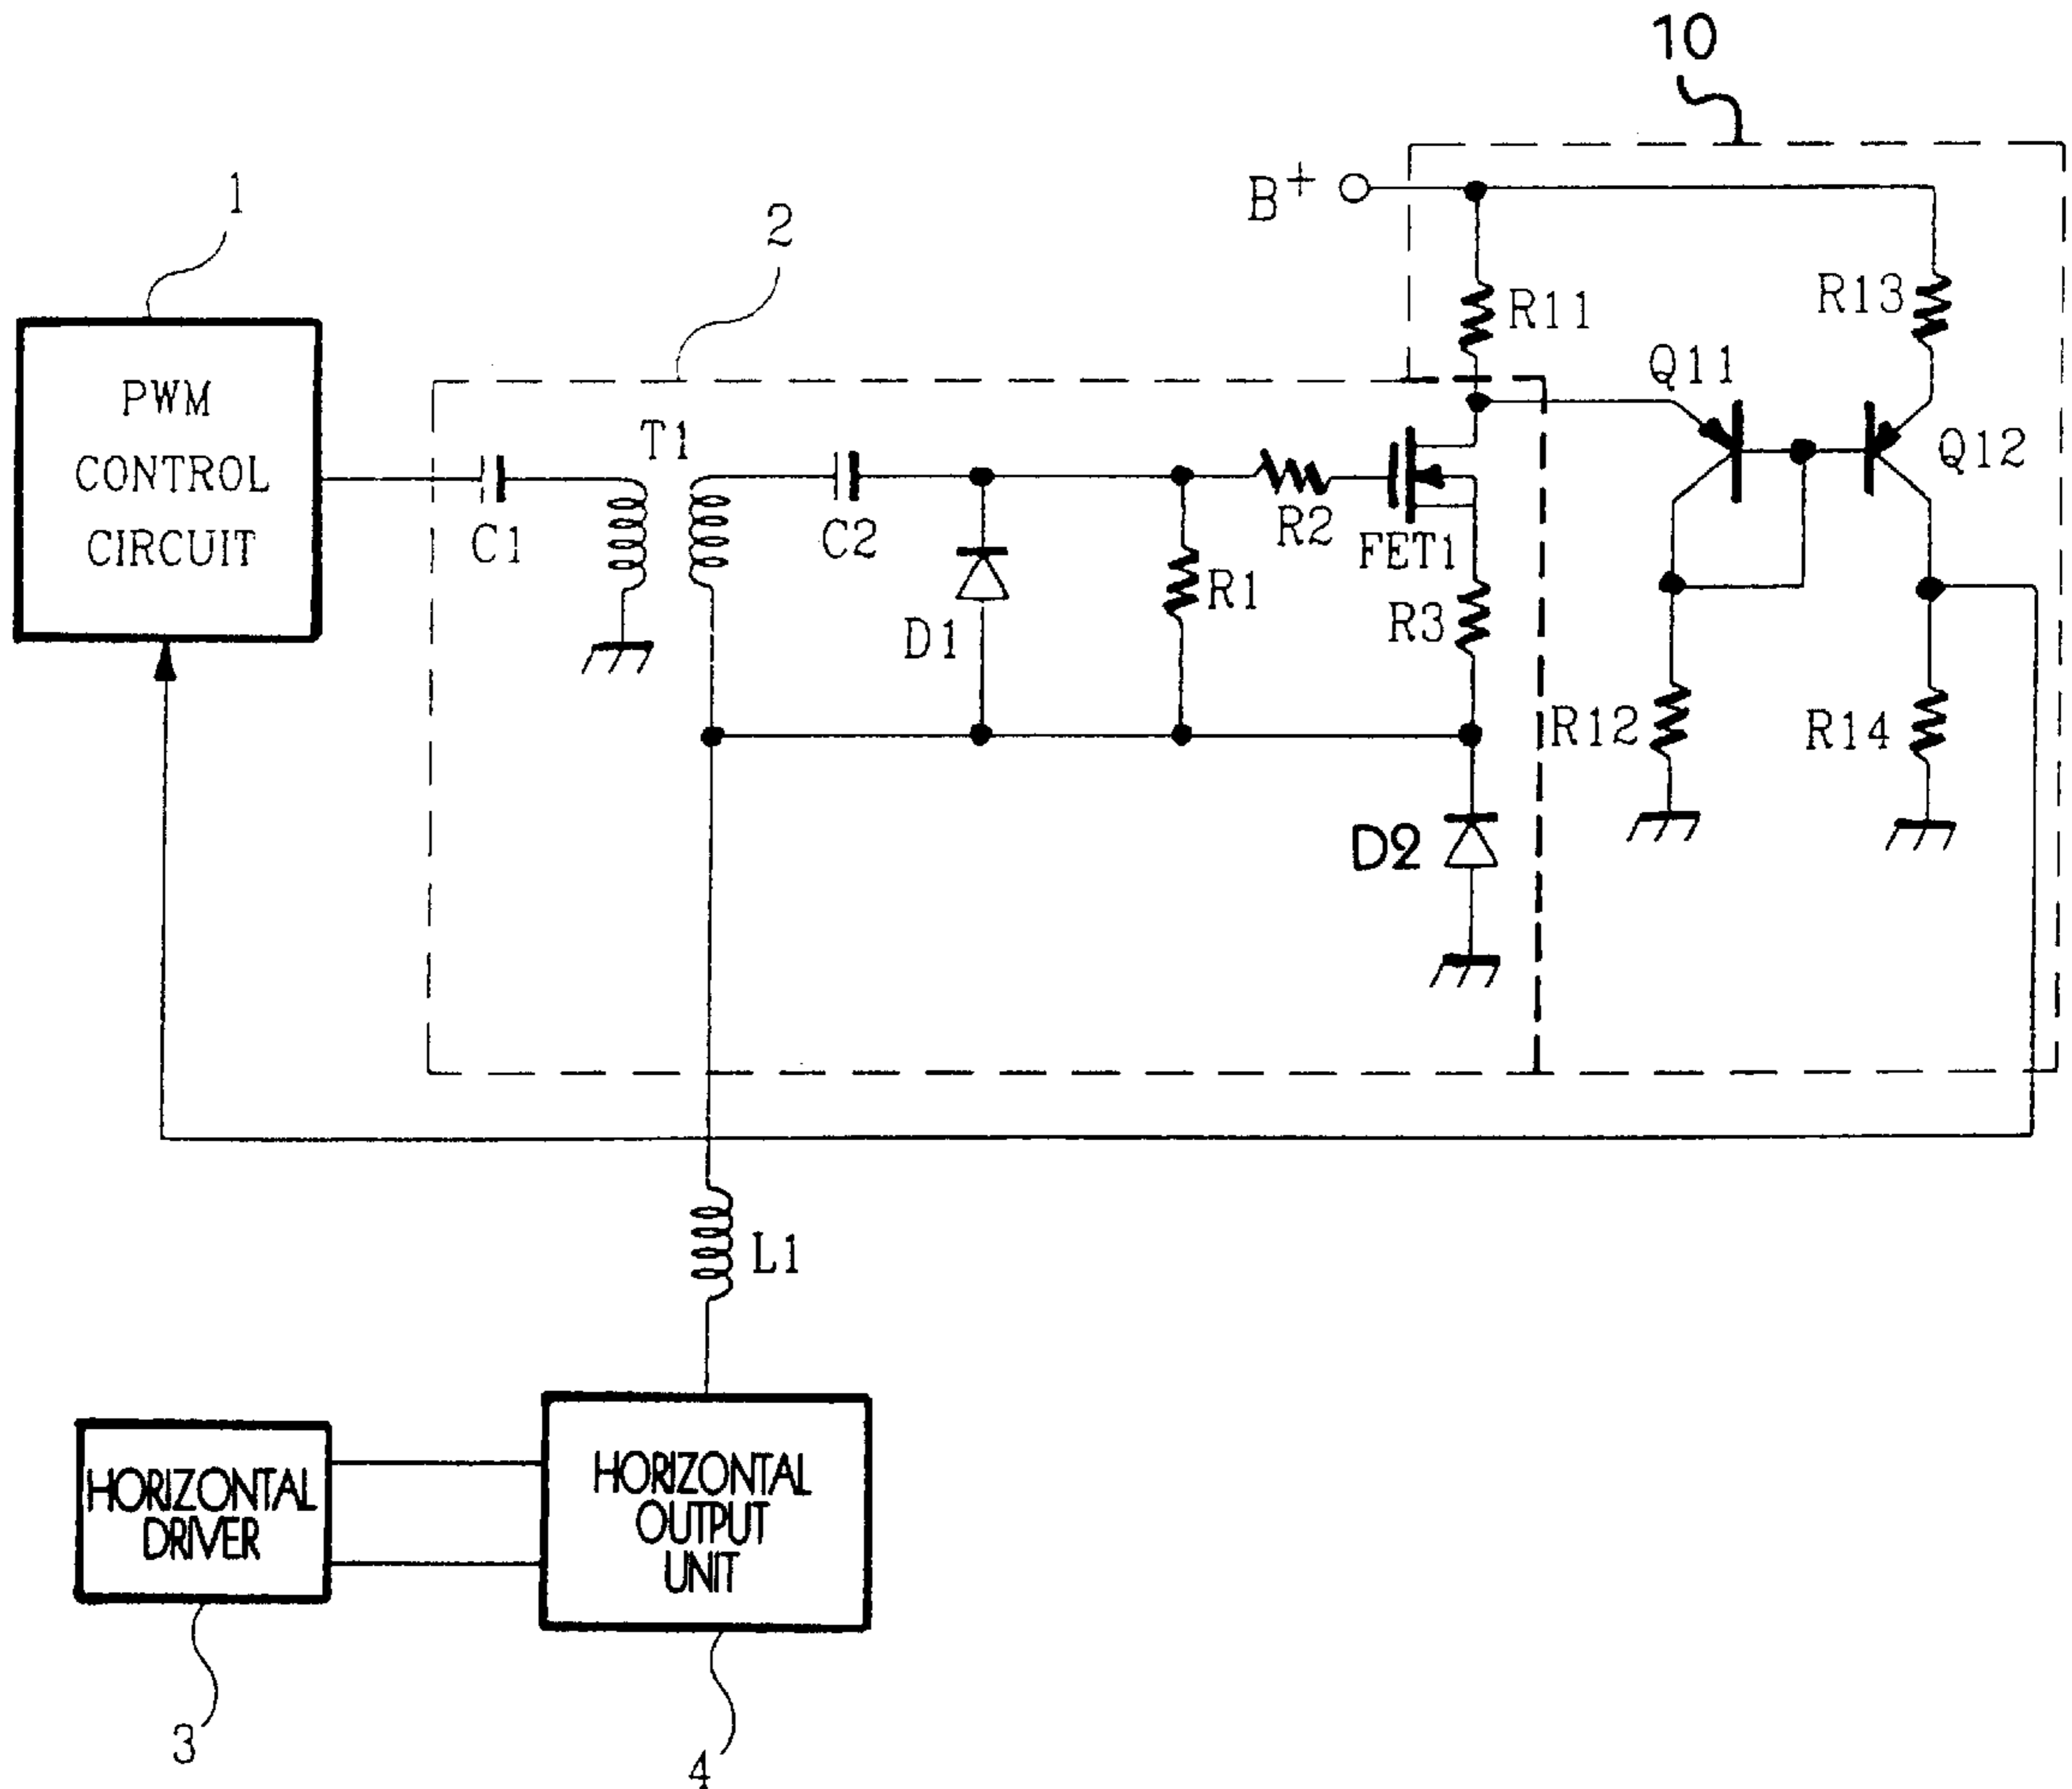 10
B+
1
2
R11
R13
PWM
CONTROL
CIRCUIT
T1
Q11
Q12
C1
C2
R2
FET1
D1
R1
R3
R12
R14
D2
L1
HORIZONTAL
DRIVER
HORIZONTAL
OUTPUT
UNIT
3
4